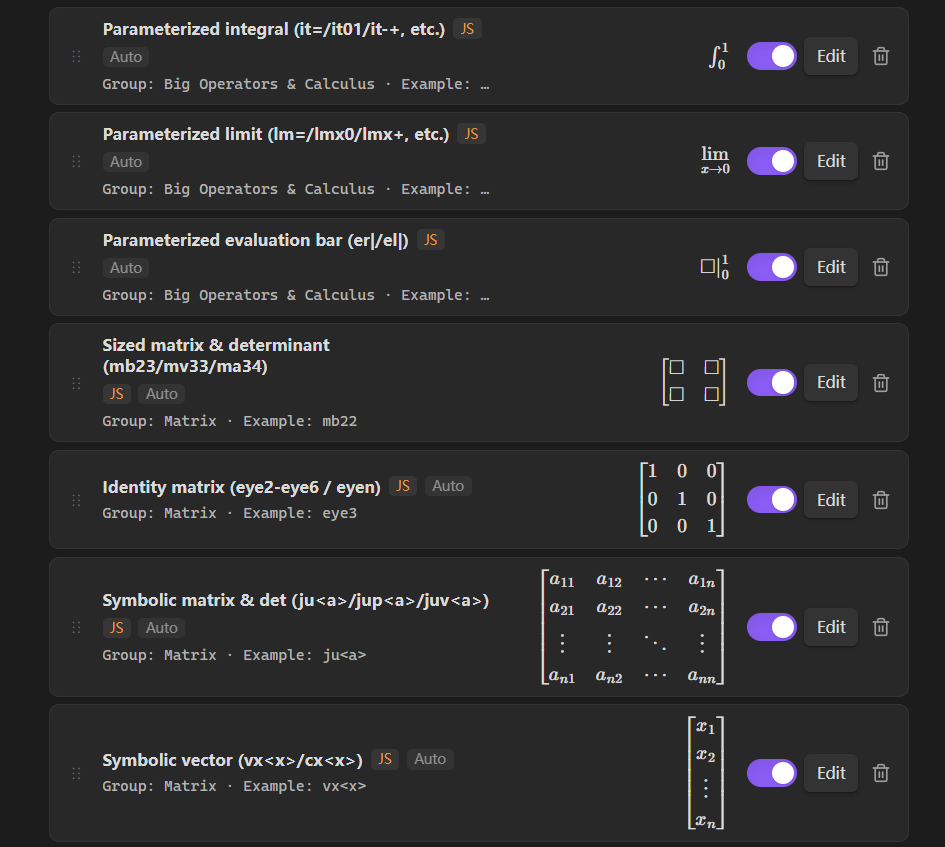 Parameterized integral (it=/it01/it-+, etc.) JS
Auto
Group: Big Operators & Calculus · Example: …
∫₀¹ Edit
Parameterized limit (lm=/lmx0/lmx+, etc.) JS
Auto
Group: Big Operators & Calculus · Example: …
lim x→0 Edit
Parameterized evaluation bar (er|/el|) JS
Auto
Group: Big Operators & Calculus · Example: …
□|₀¹ Edit
Sized matrix & determinant
(mb23/mv33/ma34)
JS Auto
Group: Matrix · Example: mb22
[□ □
□ □] Edit
Identity matrix (eye2-eye6 / eyen) JS Auto
Group: Matrix · Example: eye3
[1 0 0
0 1 0
0 0 1] Edit
Symbolic matrix & det (ju<a>/jup<a>/juv<a>)
JS Auto
Group: Matrix · Example: ju<a>
[a₁₁ a₁₂ ⋯ a₁ₙ
a₂₁ a₂₂ ⋯ a₂ₙ
⋮ ⋮ ⋱ ⋮
aₙ₁ aₙ₂ ⋯ aₙₙ] Edit
Symbolic vector (vx<x>/cx<x>) JS Auto
Group: Matrix · Example: vx<x>
[x₁
x₂
⋮
xₙ] Edit